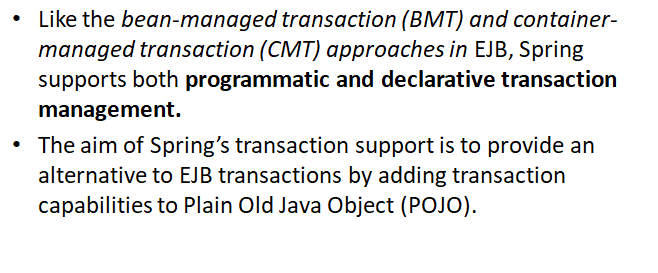 • Like the bean-managed transaction (BMT) and container-
managed transaction (CMT) approaches in EJB, Spring
supports both programmatic and declarative transaction
management.
• The aim of Spring’s transaction support is to provide an
alternative to EJB transactions by adding transaction
capabilities to Plain Old Java Object (POJO).